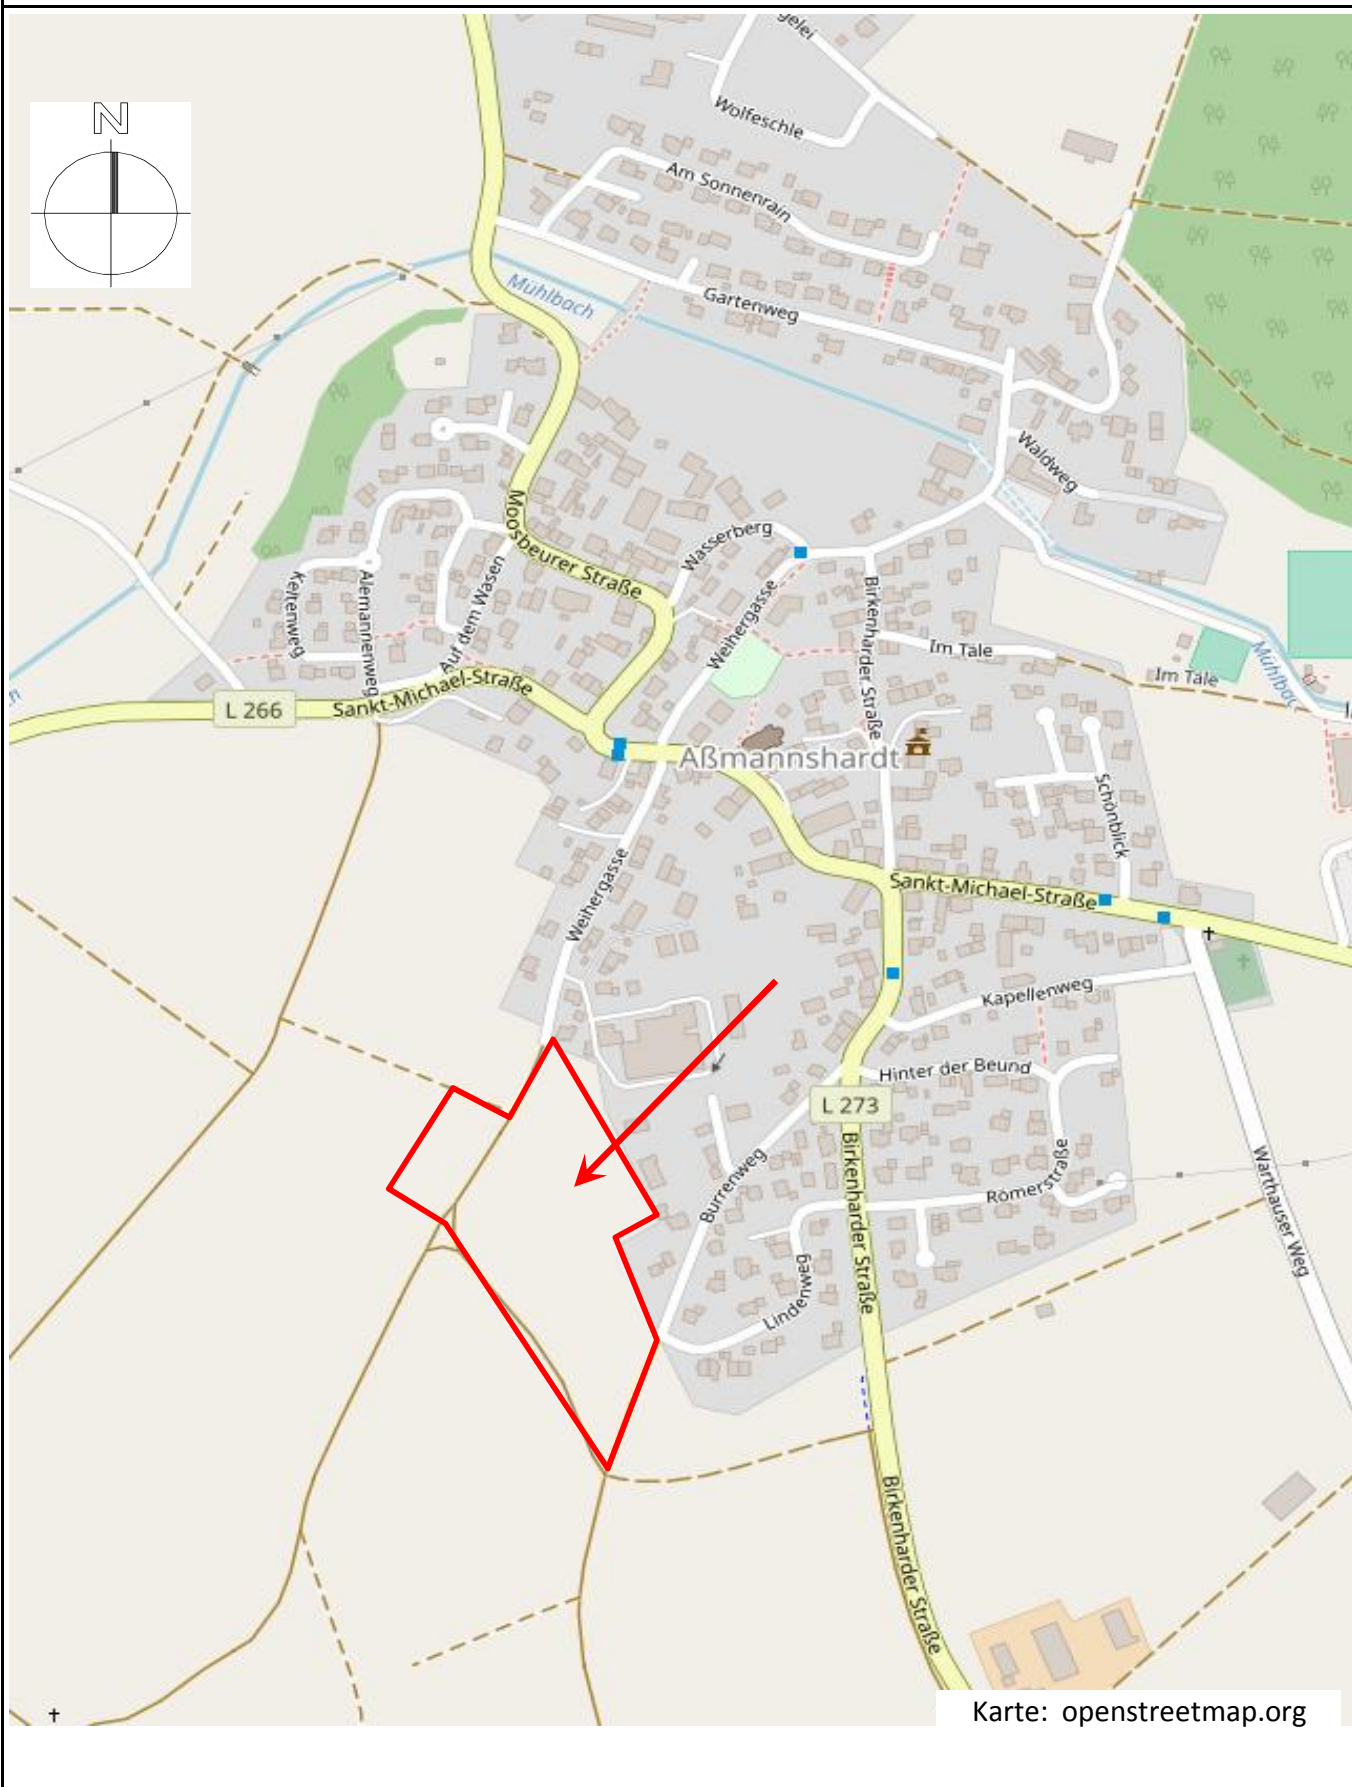 gelei
N
Wolfeschle
Am Sonnenrain
Mühlbach
Gartenweg
Waldweg
Moosbeurer Straße
Wasserberg
Weihergasse
Birkenharder Straße
Keltenweg
Alemannenweg
Auf dem Wasen
Im Tale
Im Tale
Mühlbac
L 266
Sankt-Michael-Straße
Aßmannshardt
Schönblick
Weihergasse
Sankt-Michael-Straße
Kapellenweg
Hinter der Beund
L 273
Birkenharder Straße
Burrenweg
Römerstraße
Warthauser Weg
Lindenweg
Birkenharder Straße
Karte: openstreetmap.org